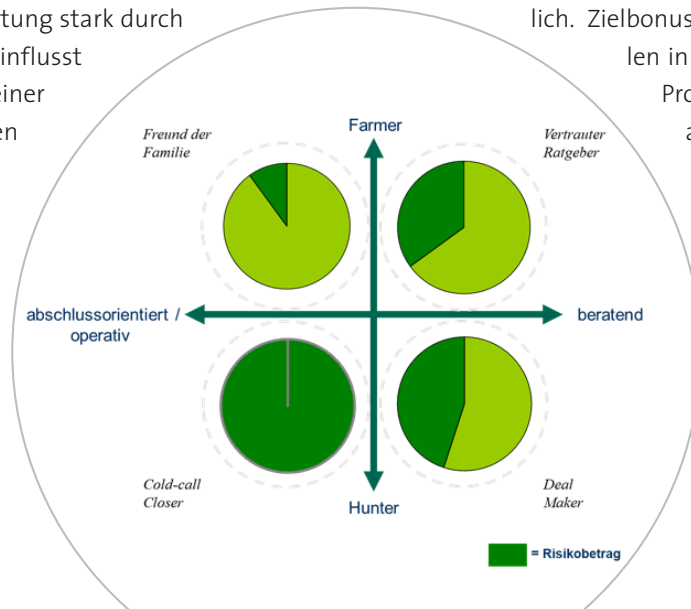 tung stark durch
influsst
einer
en
lich. Zielbonus
len in
Pro
a
Freund der
Familie
Farmer
Vertrauter
Ratgeber
abschlussorientiert /
operativ
beratend
Cold-call
Closer
Hunter
Deal
Maker
= Risikobetrag